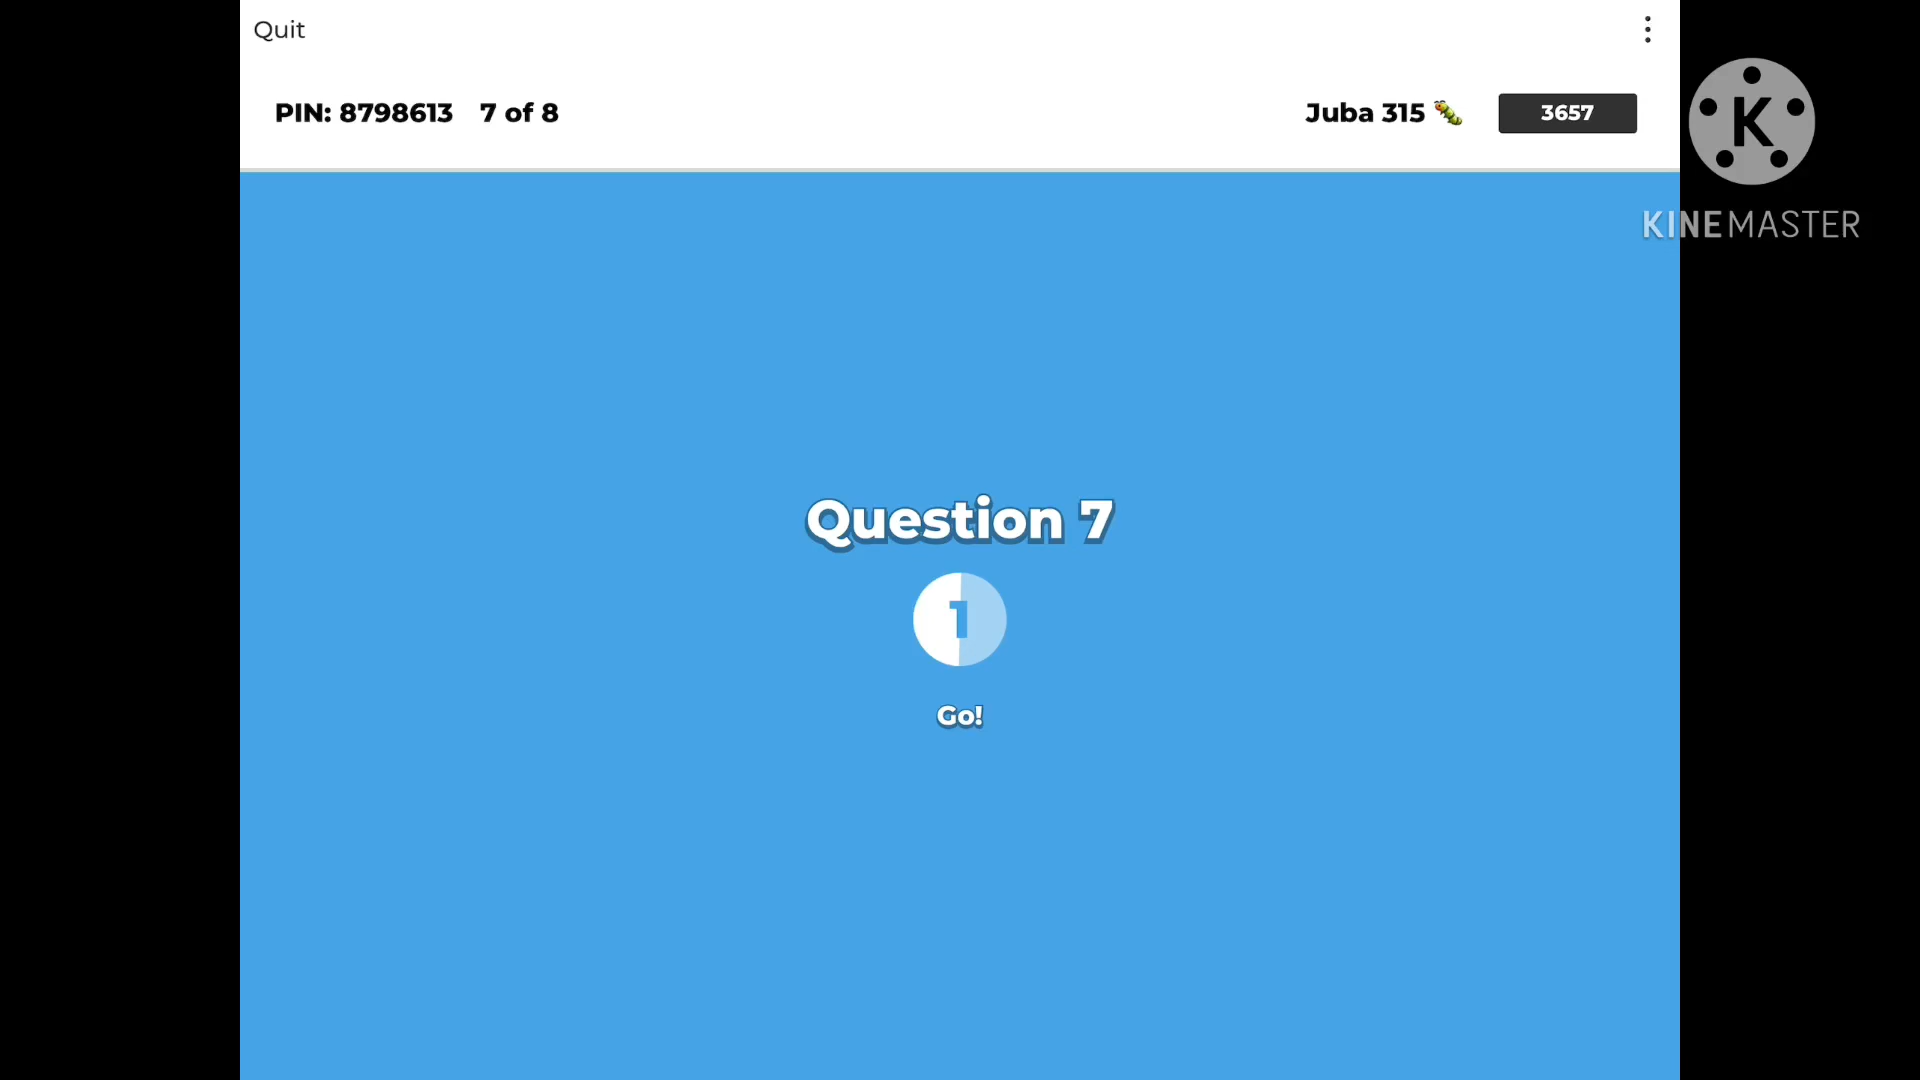 Quit
PIN: 8798613 7 of 8
Juba 315 🐛 3657
KINEMASTER
Question 7
1
Go!